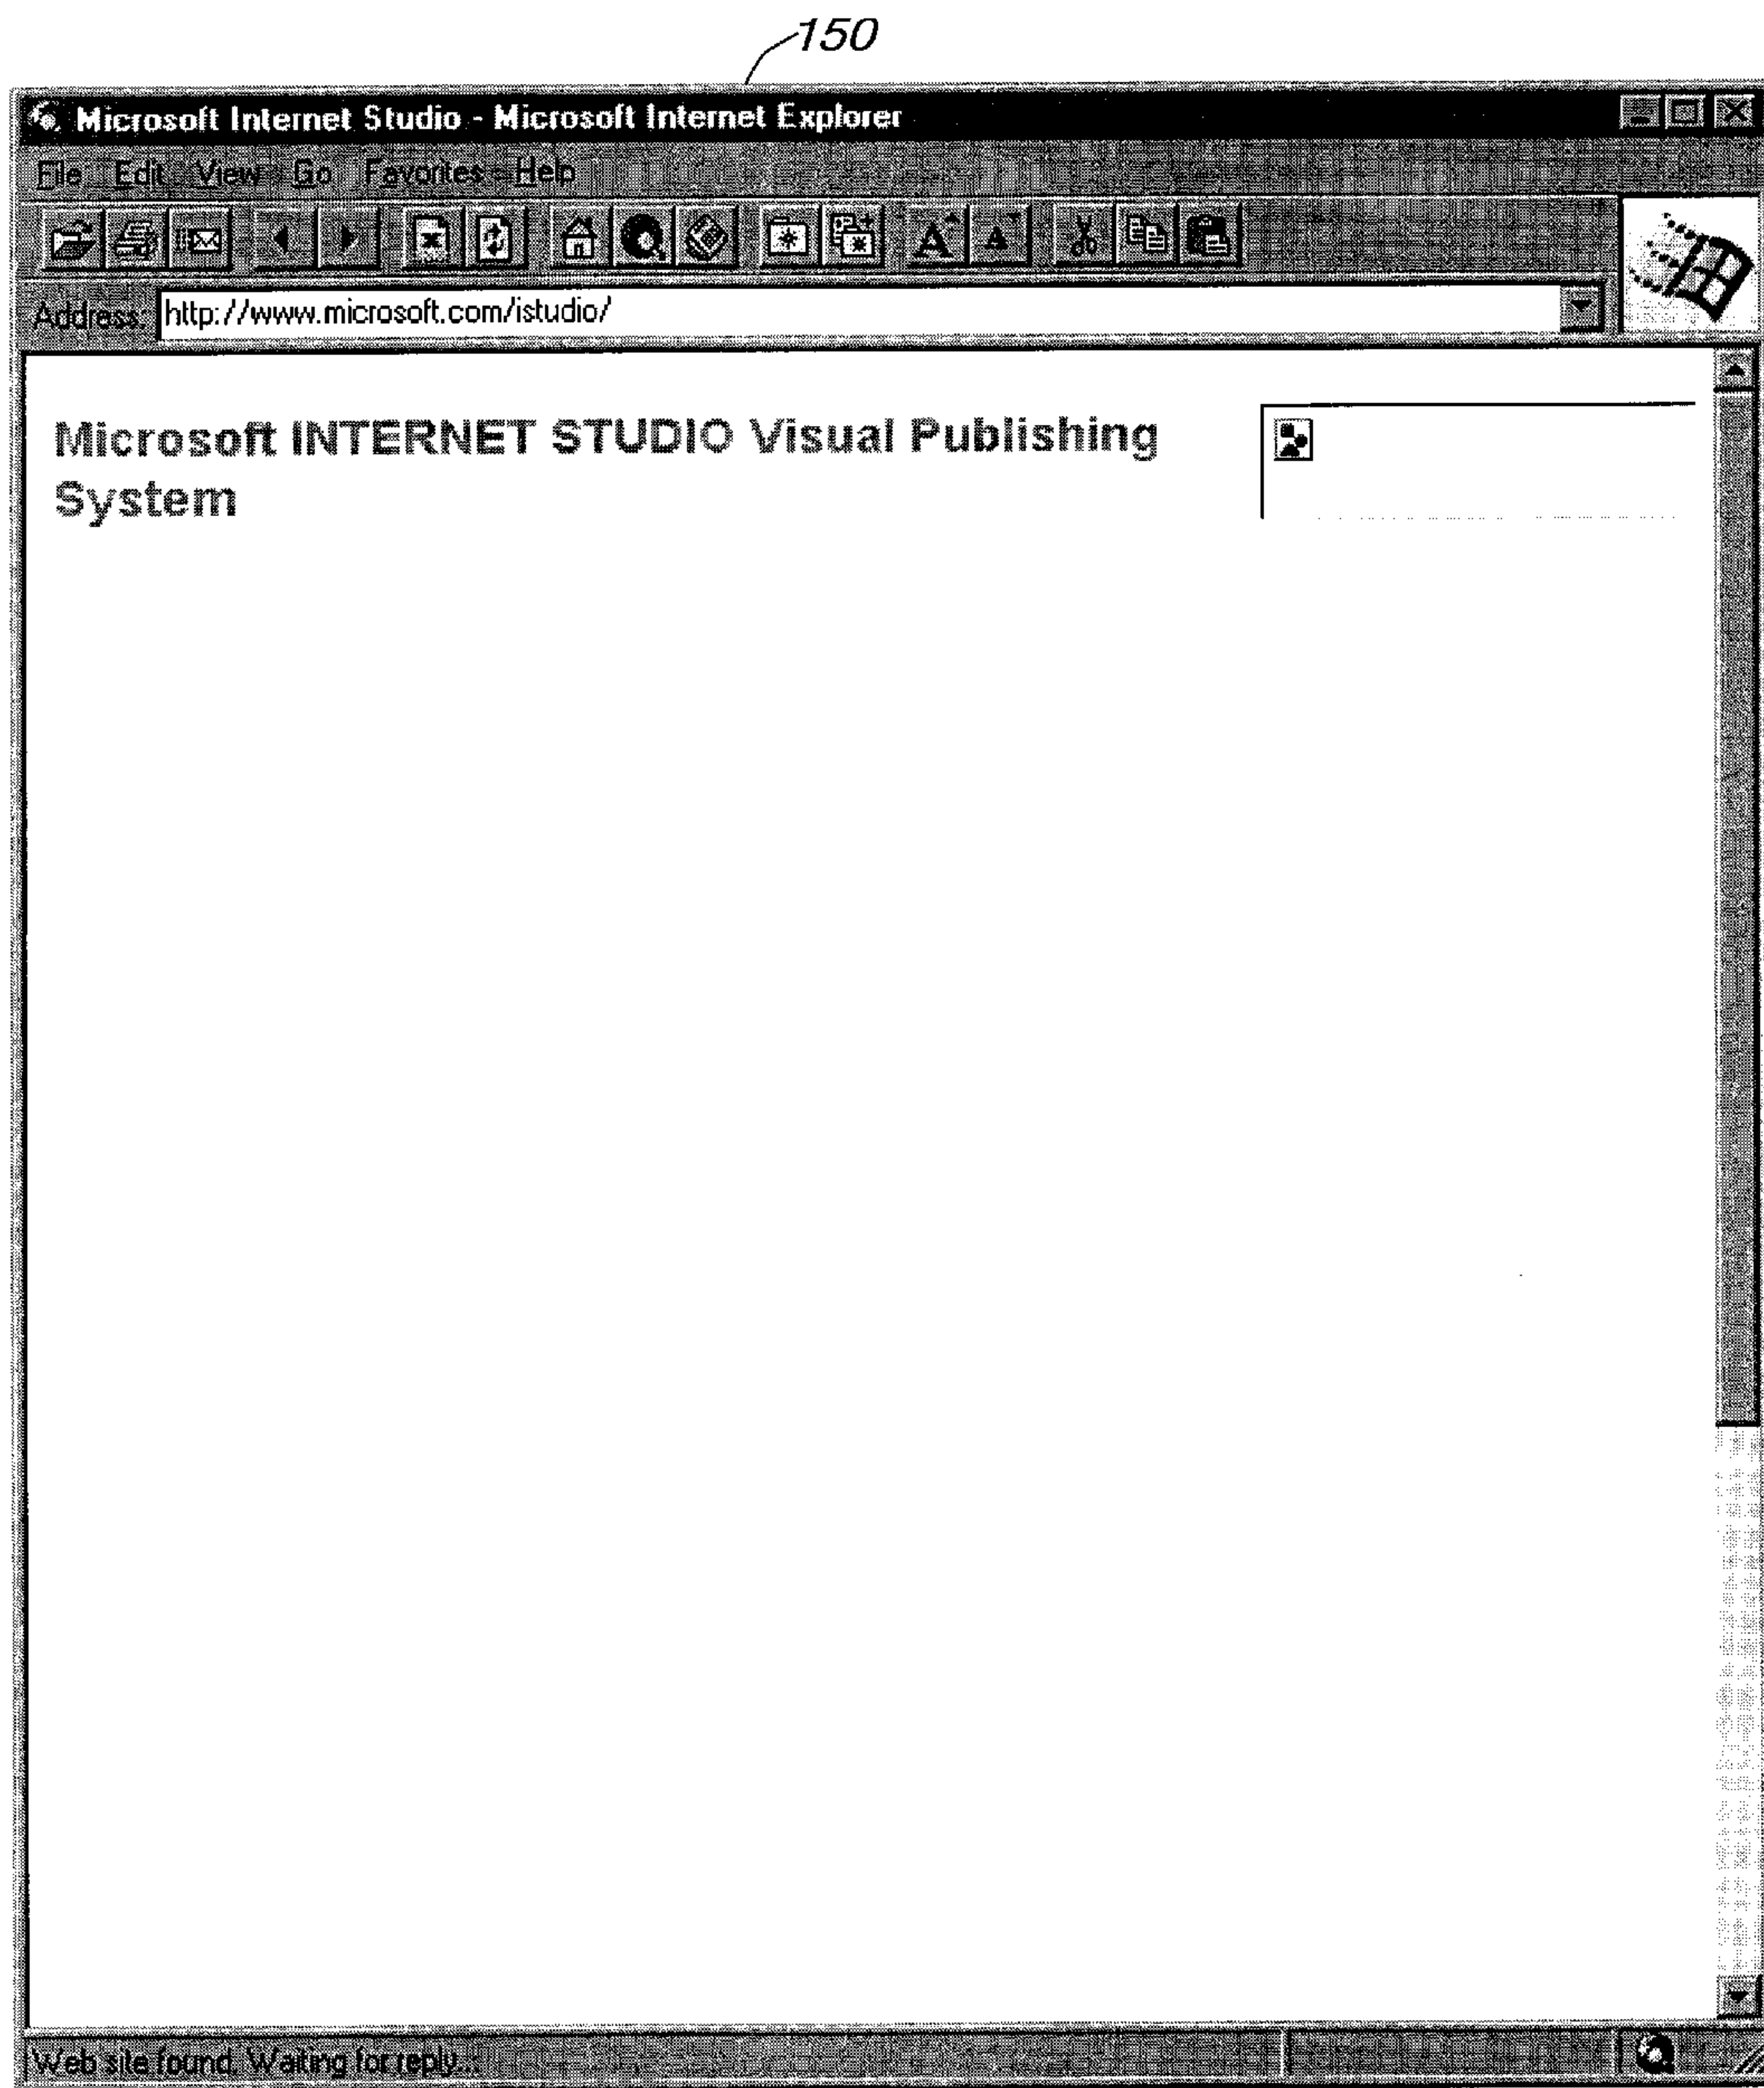 150
Microsoft Internet Studio - Microsoft Internet Explorer
File Edit View Go Favorites Help
Address: http://www.microsoft.com/istudio/
Microsoft INTERNET STUDIO Visual Publishing
System
Web site found. Waiting for reply...